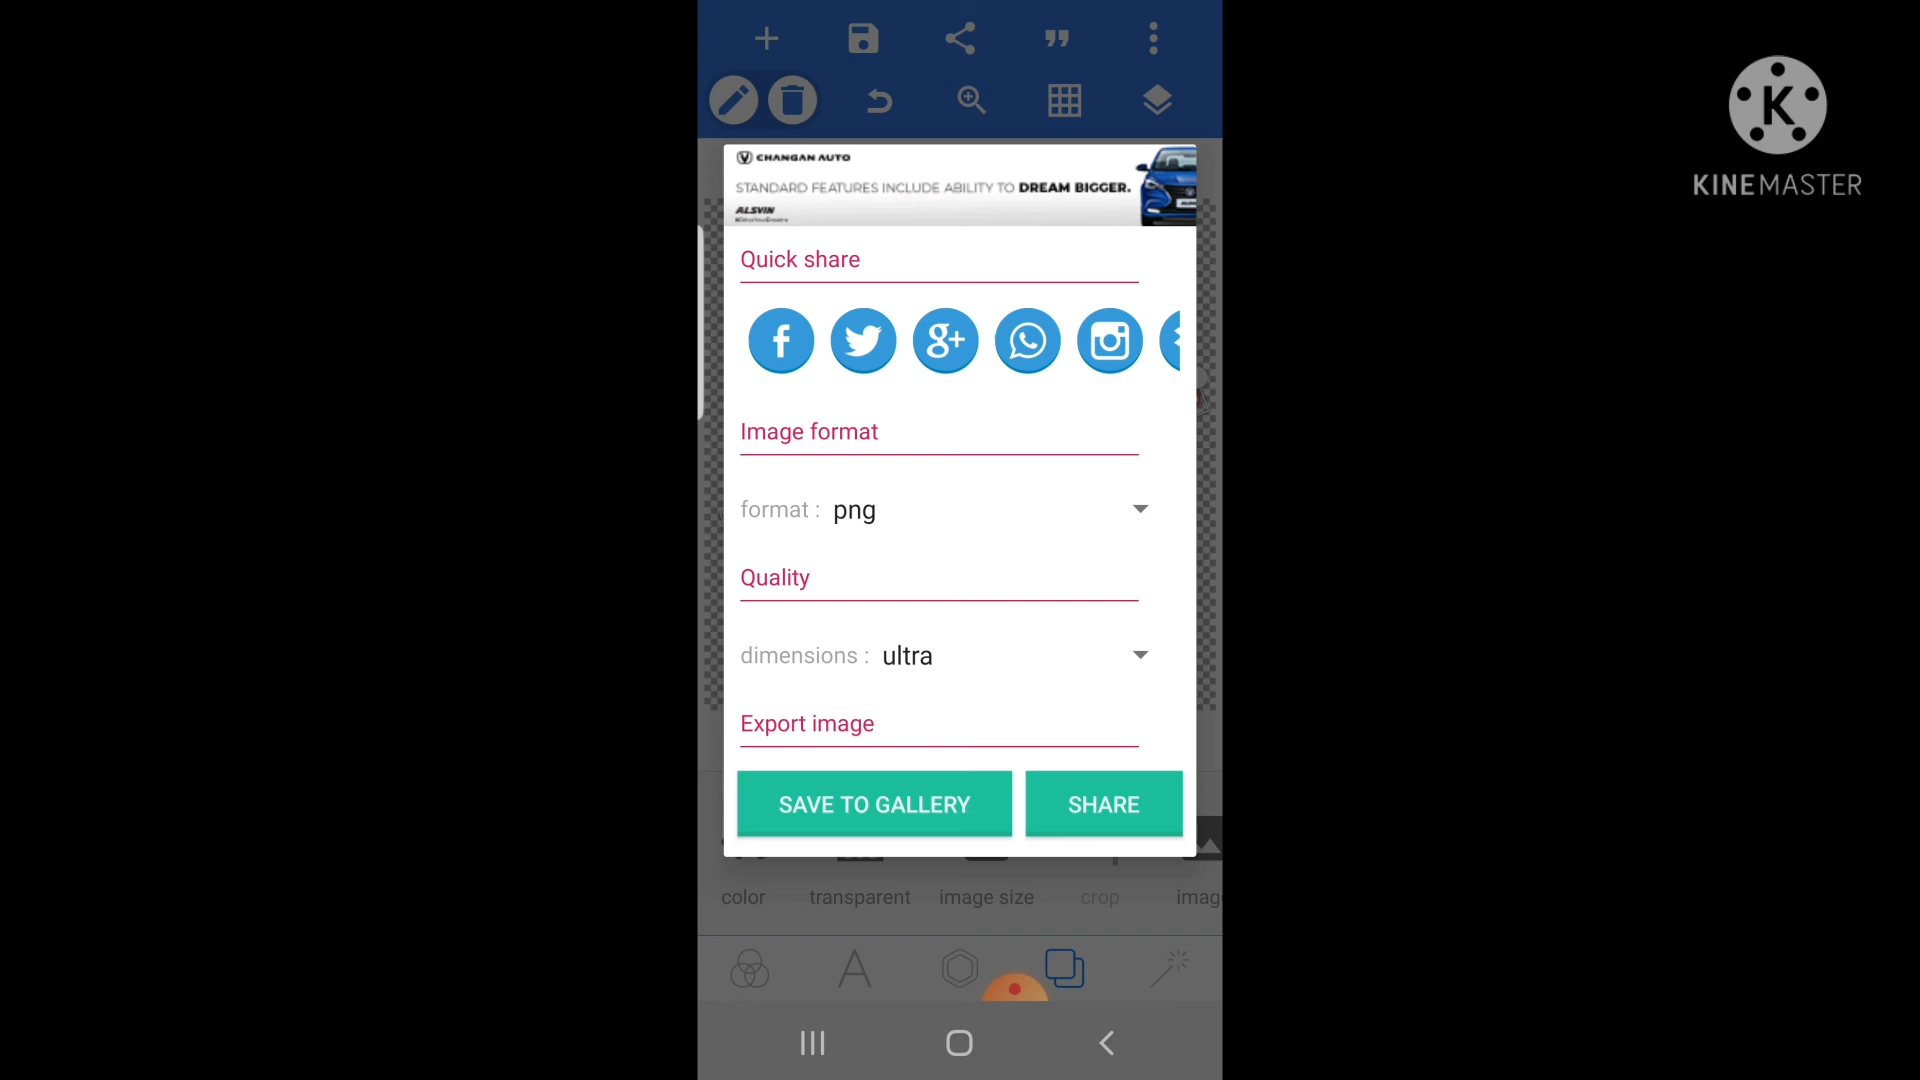 CHANGAN AUTO
STANDARD FEATURES INCLUDE ABILITY TO DREAM BIGGER.
ALSVIN
K
KINEMASTER
Quick share
f
g+
Image format
format : png
Quality
dimensions : ultra
Export image
SAVE TO GALLERY
SHARE
color
transparent
image size
crop
imag
A